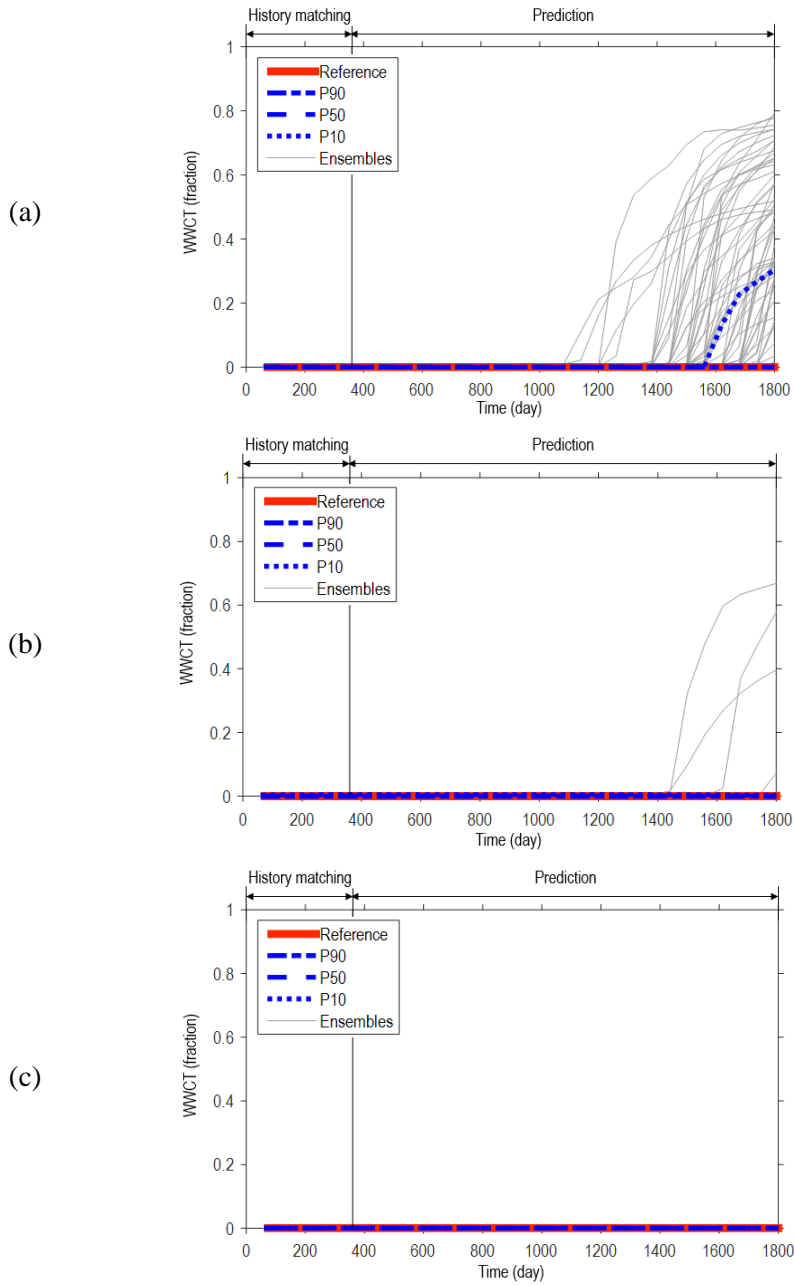 History matching Prediction
1
Reference
P90
0.8
P50
P10
Ensembles
0.6
WWCT (fraction)
(a)
0.4
0.2
0
0 200 400 600 800 1000 1200 1400 1600 1800
Time (day)
History matching Prediction
1
Reference
P90
0.8
P50
P10
Ensembles
0.6
WWCT (fraction)
(b)
0.4
0.2
0
0 200 400 600 800 1000 1200 1400 1600 1800
Time (day)
History matching Prediction
1
Reference
P90
0.8
P50
P10
Ensembles
0.6
WWCT (fraction)
(c)
0.4
0.2
0
0 200 400 600 800 1000 1200 1400 1600 1800
Time (day)